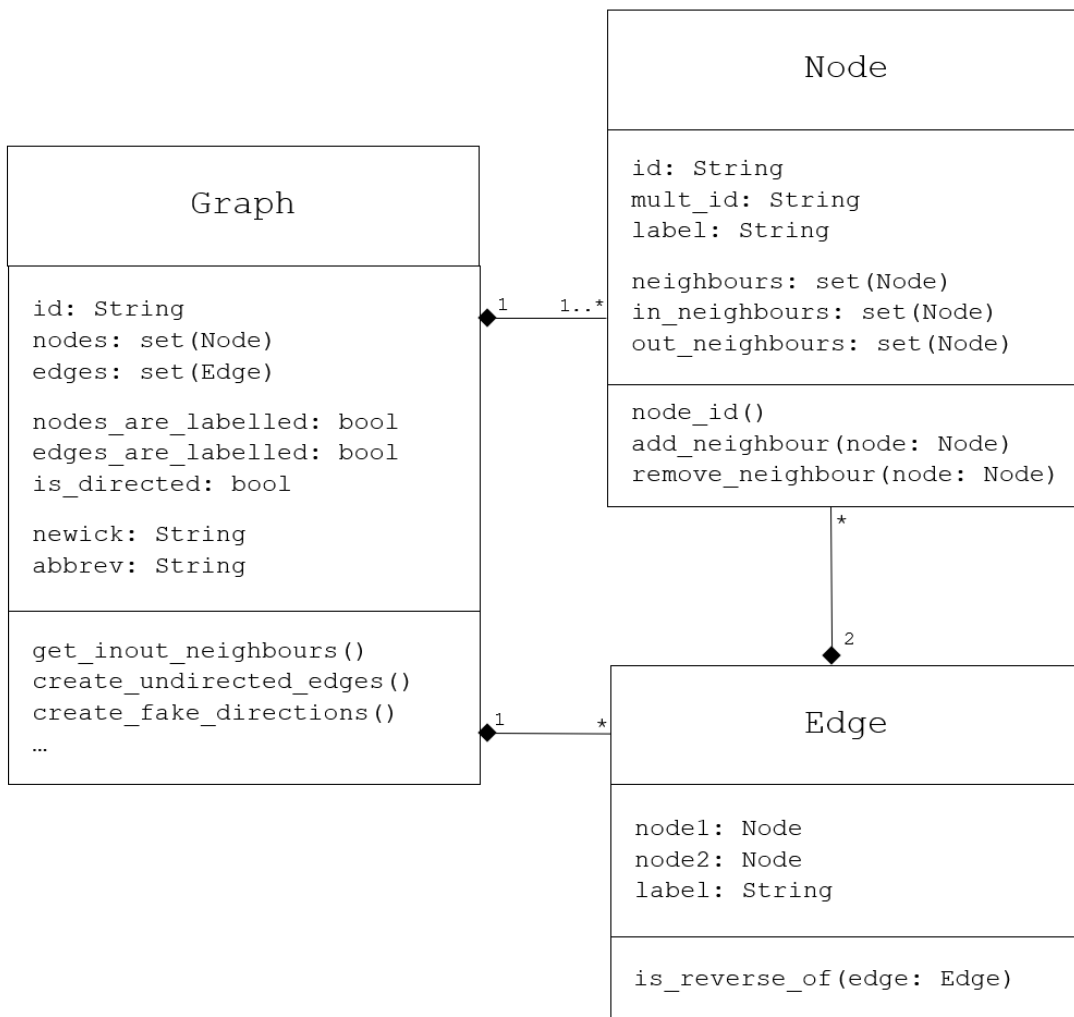 Graph
id: String
nodes: set(Node)
edges: set(Edge)
nodes_are_labelled: bool
edges_are_labelled: bool
is_directed: bool
newick: String
abbrev: String
get_inout_neighbours()
create_undirected_edges()
create_fake_directions()
…
1
1..*
1
*
Node
id: String
mult_id: String
label: String
neighbours: set(Node)
in_neighbours: set(Node)
out_neighbours: set(Node)
node_id()
add_neighbour(node: Node)
remove_neighbour(node: Node)
*
2
Edge
node1: Node
node2: Node
label: String
is_reverse_of(edge: Edge)